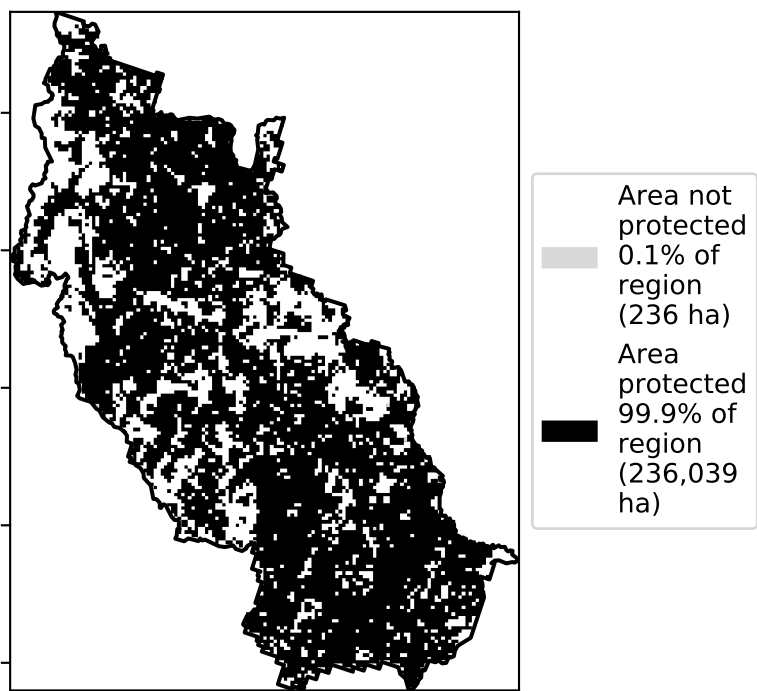 Area not
protected
0.1% of
region
(236 ha)
Area
protected
99.9% of
region
(236,039
ha)